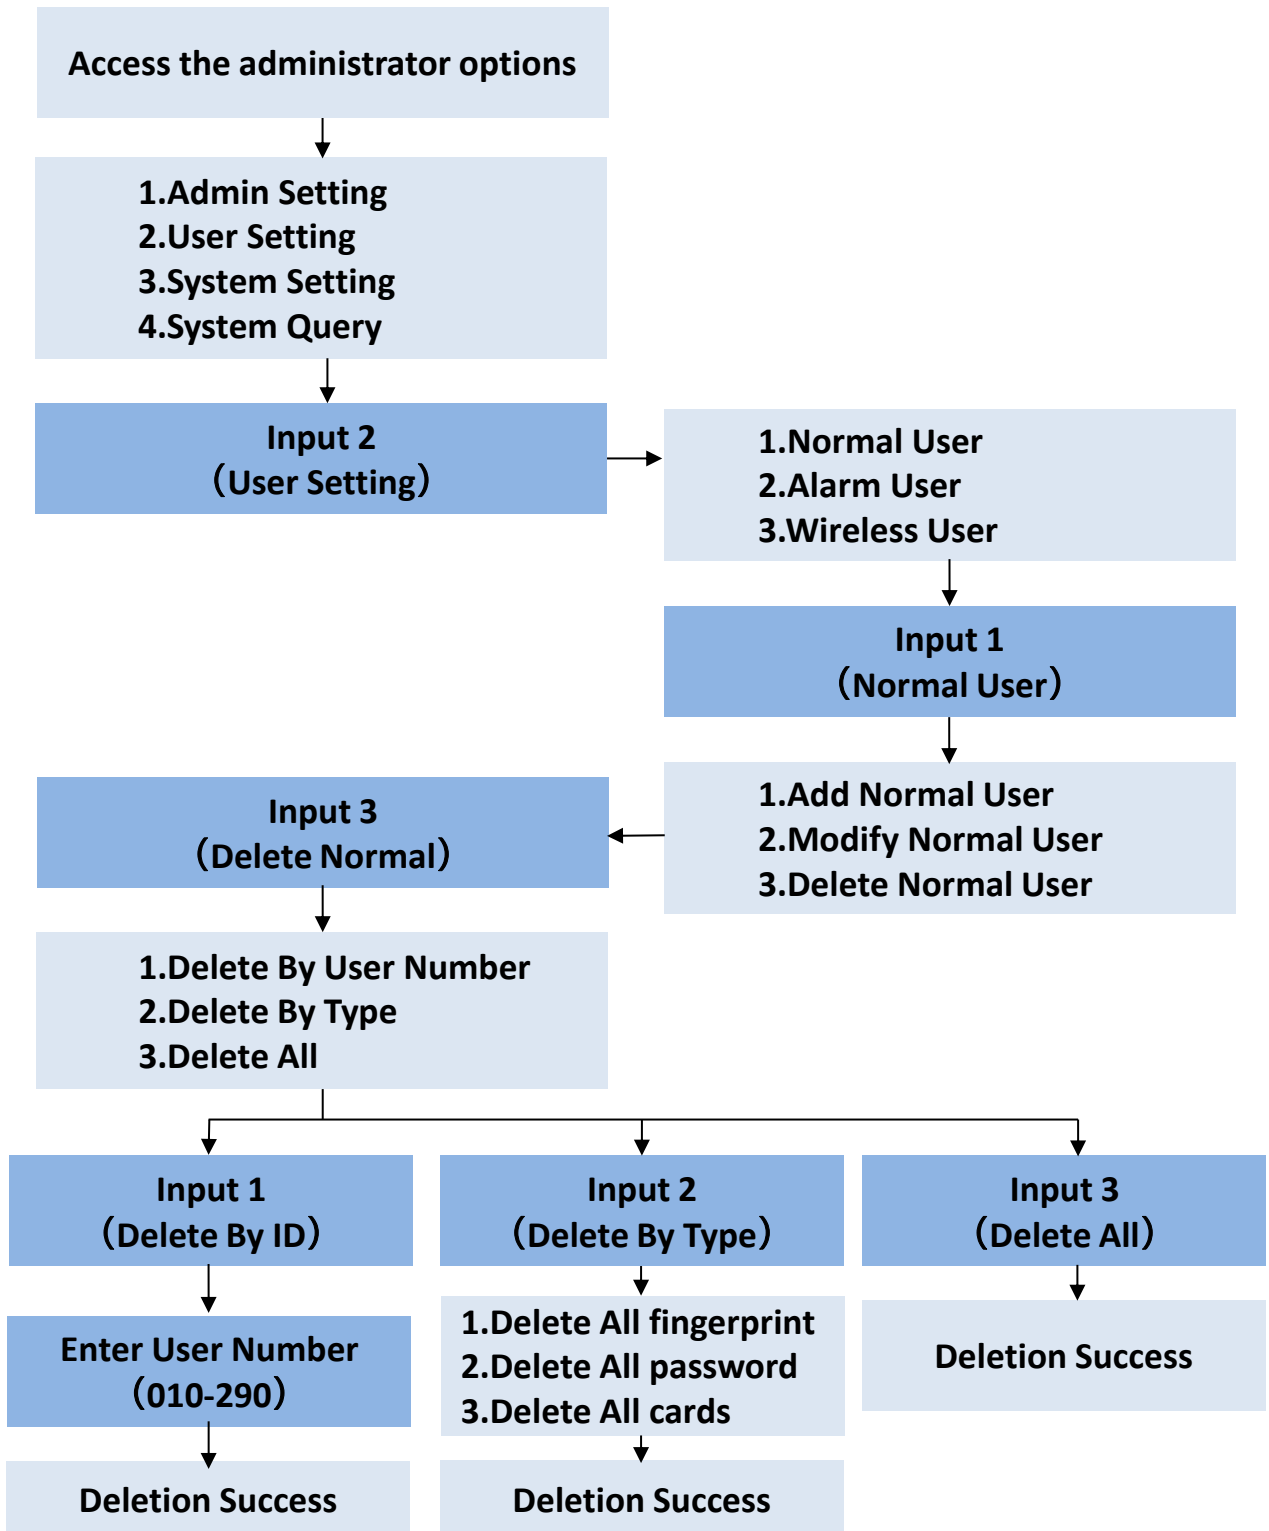 Access the administrator options
1.Admin Setting
2.User Setting
3.System Setting
4.System Query
Input 2
（User Setting）
1.Normal User
2.Alarm User
3.Wireless User
Input 1
（Normal User）
1.Add Normal User
2.Modify Normal User
3.Delete Normal User
Input 3
（Delete Normal）
1.Delete By User Number
2.Delete By Type
3.Delete All
Input 1
（Delete By ID）
Enter User Number
（010-290）
Deletion Success
Input 2
（Delete By Type）
1.Delete All fingerprint
2.Delete All password
3.Delete All cards
Deletion Success
Input 3
（Delete All）
Deletion Success